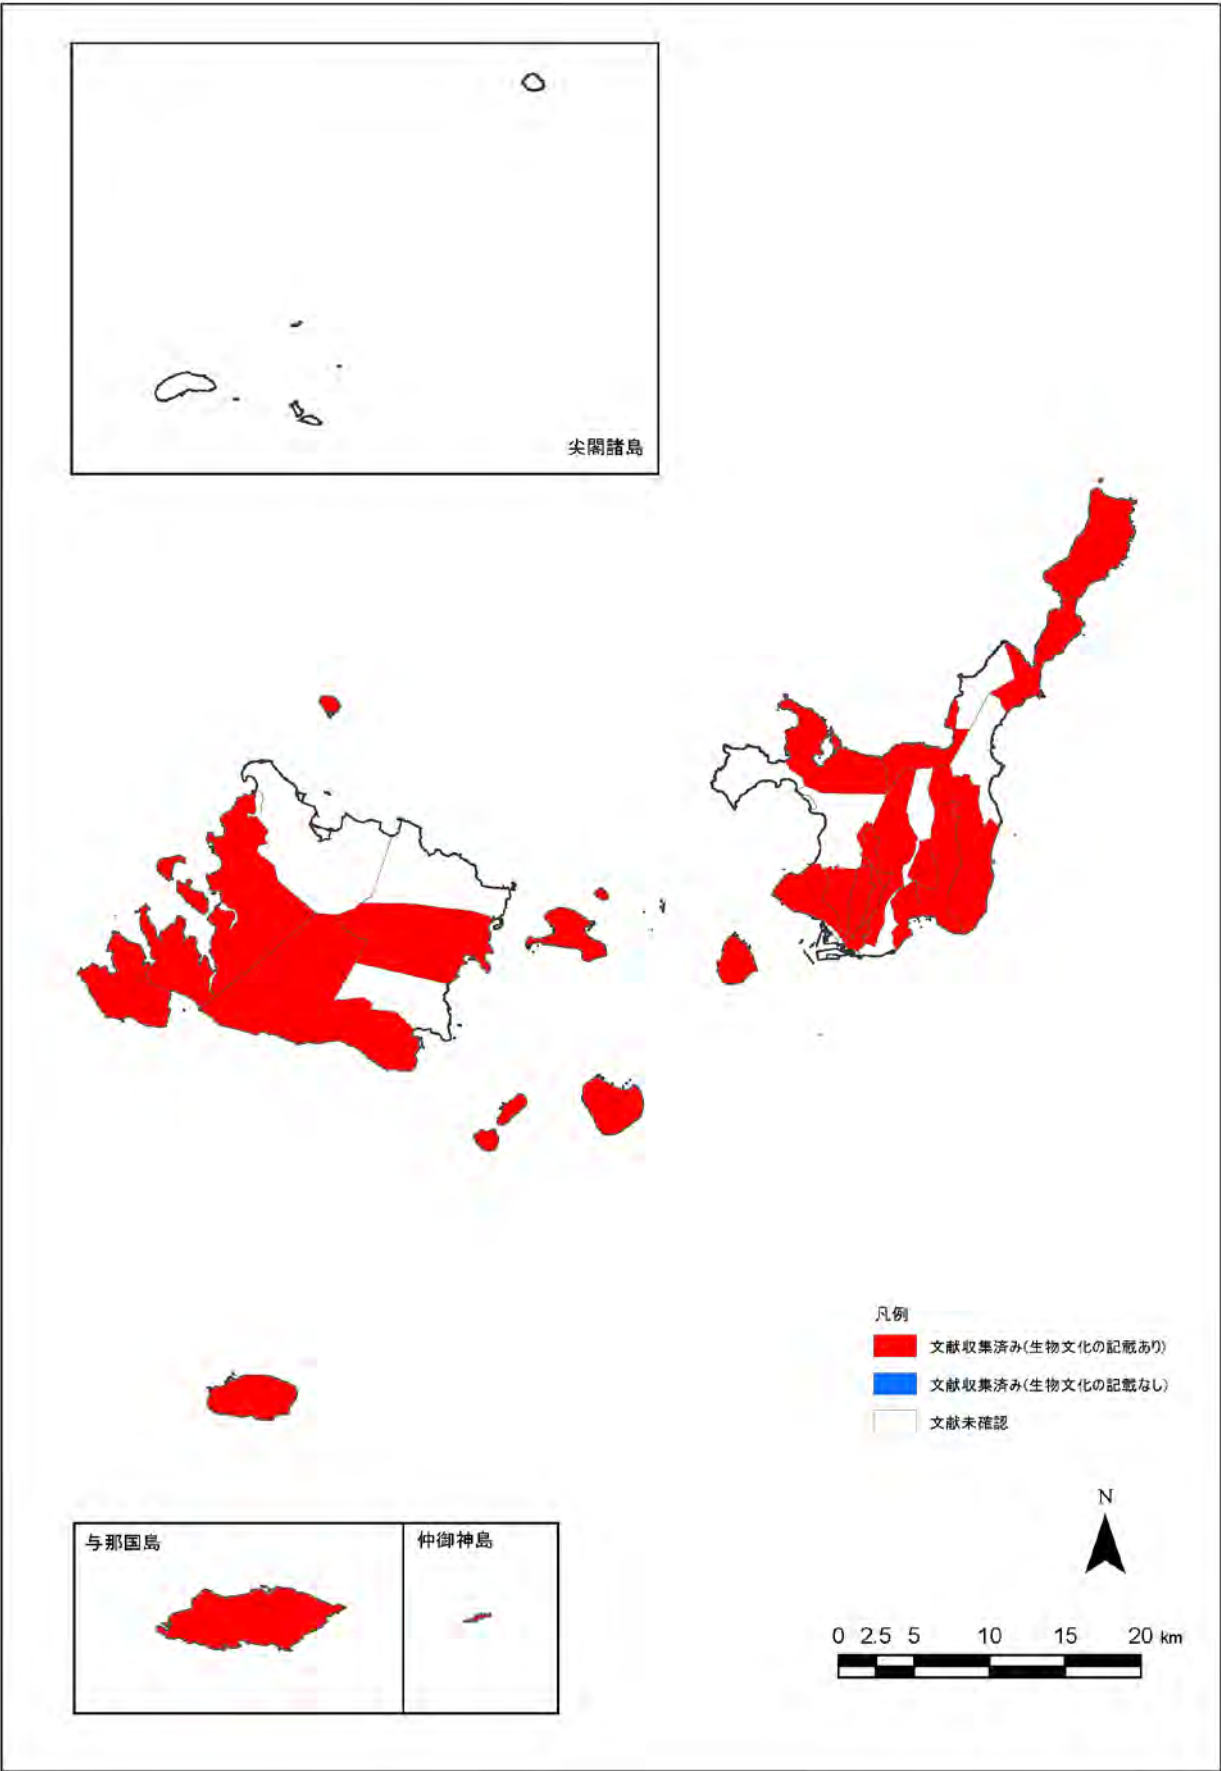 尖閣諸島
凡例
文献収集済み(生物文化の記載あり)
文献収集済み(生物文化の記載なし)
文献未確認
N
与那国島
仲御神島
0 2.5 5 10 15 20 km